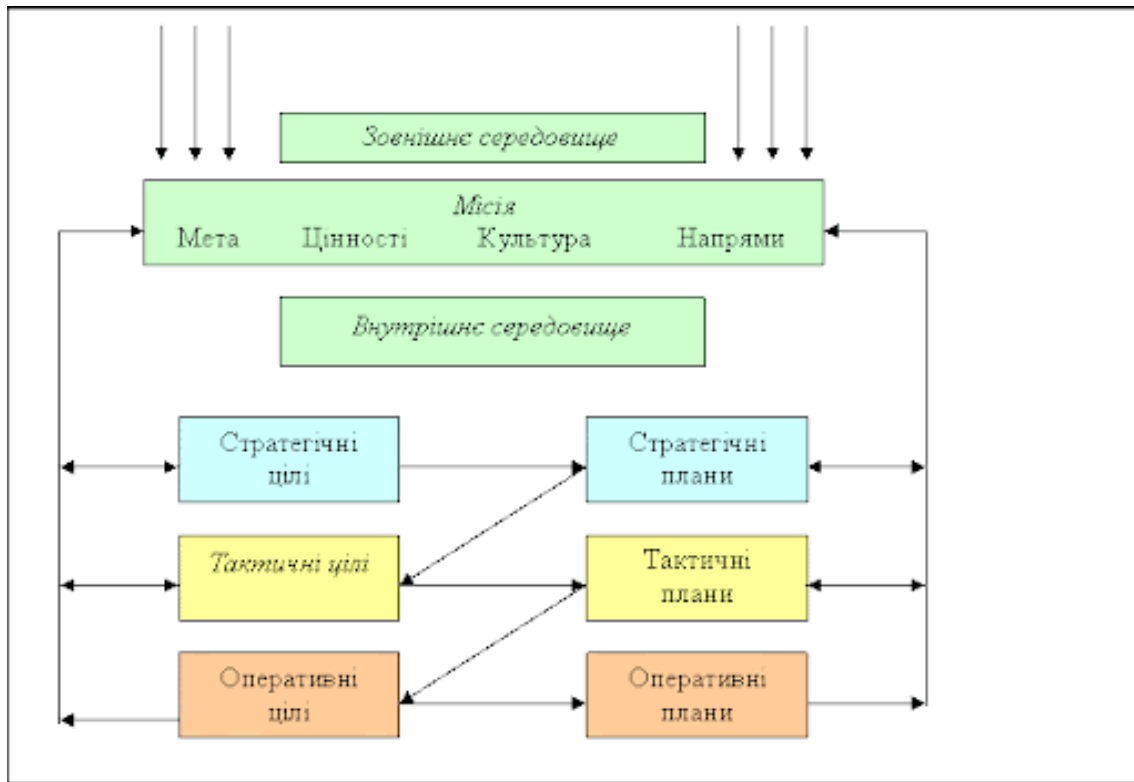 Зовнішнє середовище
Місія
Мета Цінності Культура Напрями
Внутрішнє середовище
Стратегічні
цілі
Стратегічні
плани
Тактичні цілі
Тактичні
плани
Оперативні
цілі
Оперативні
плани